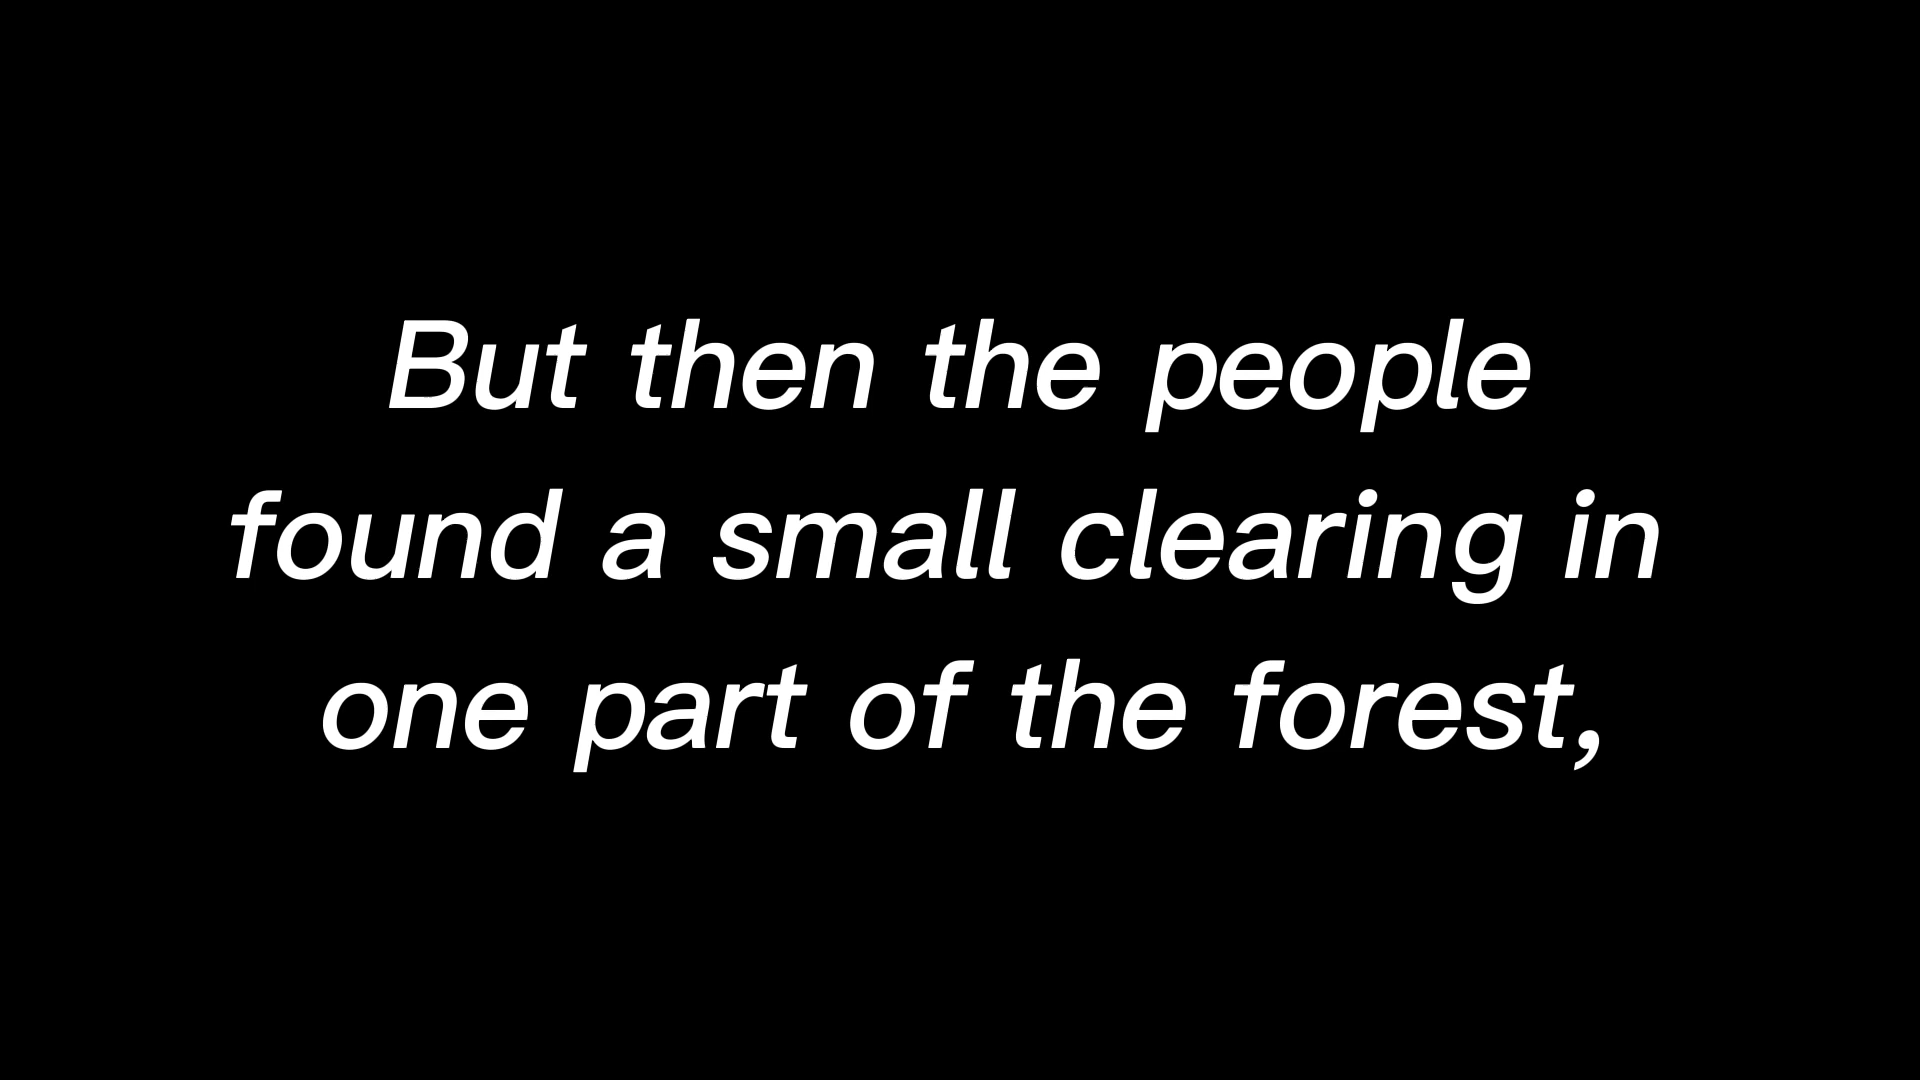 But then the people
found a small clearing in
one part of the forest,